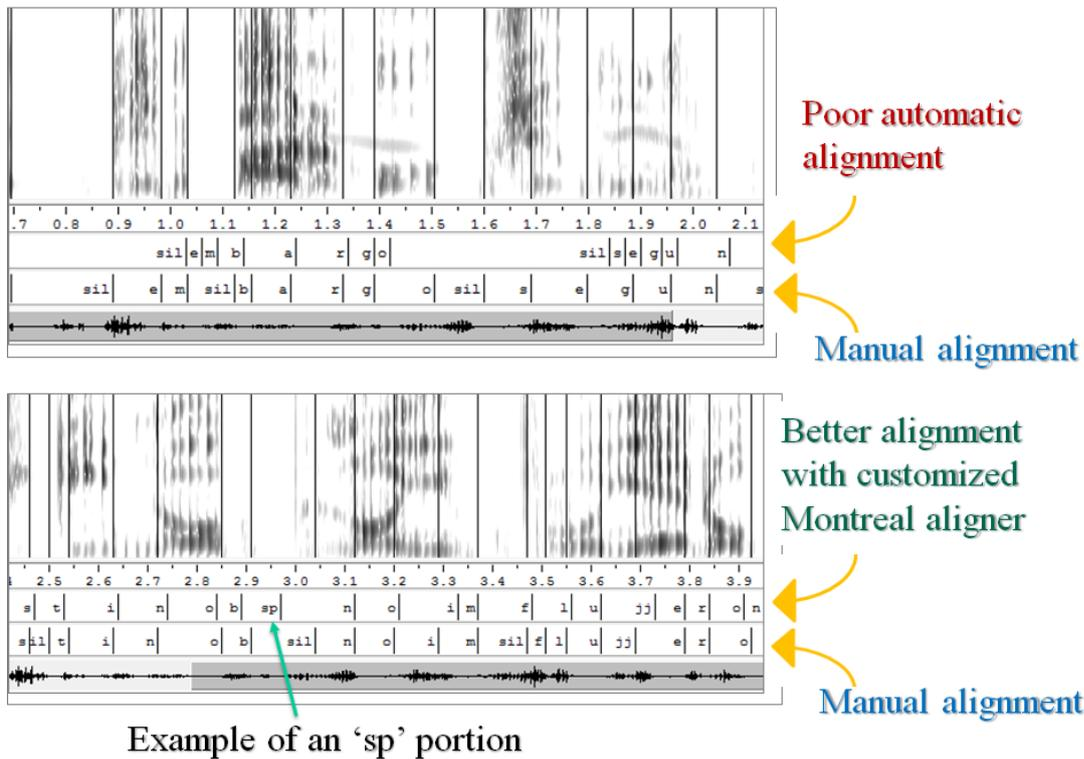 Poor automatic
alignment
.7 0.8 0.9 1.0 1.1 1.2 1.3 1.4 1.5 1.6 1.7 1.8 1.9 2.0 2.1
sil e m b a r g o sil s e g u n
sil e m sil b a r g o sil s e g u n s
Manual alignment
Better alignment
with customized
Montreal aligner
2.5 2.6 2.7 2.8 2.9 3.0 3.1 3.2 3.3 3.4 3.5 3.6 3.7 3.8 3.9
s t i n o b sp n o i m f l u jj e r o n
s il t i n o b sil n o i m sil f l u jj e r o
Manual alignment
Example of an ‘sp’ portion